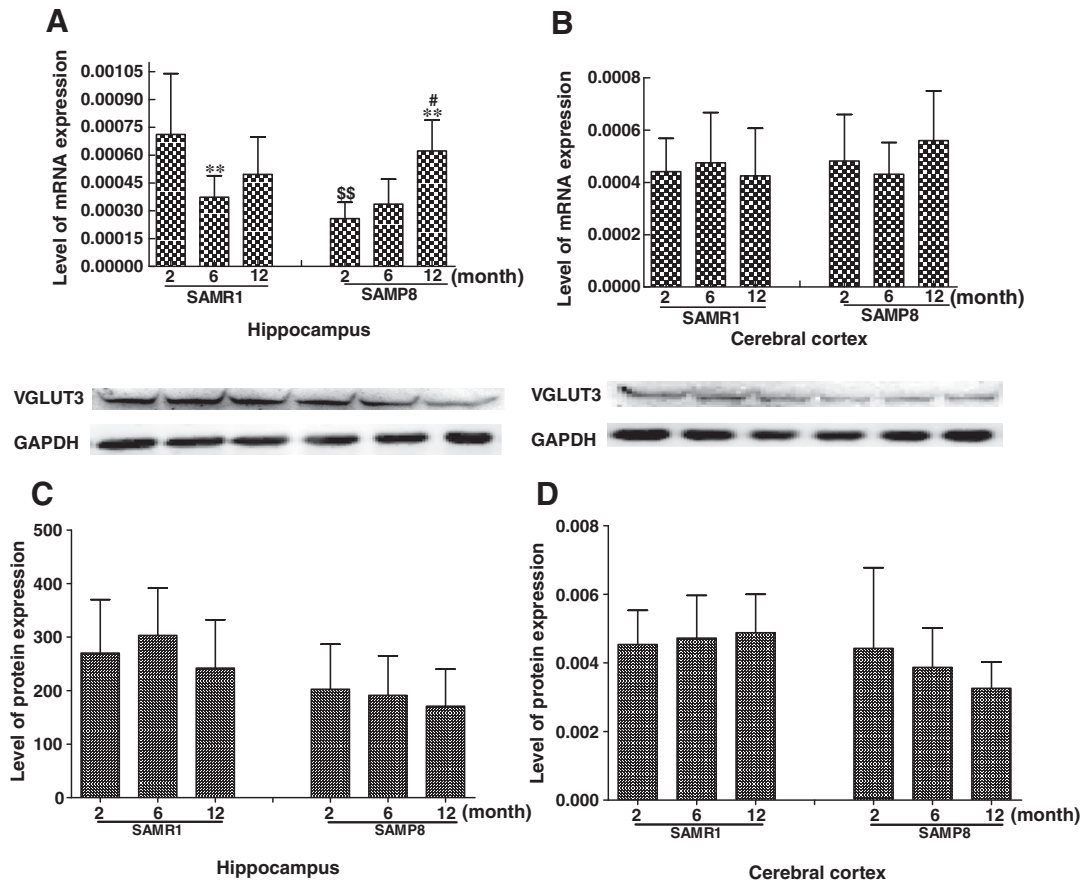 A
Level of mRNA expression
0.00105
0.00090
0.00075
0.00060
0.00045
0.00030
0.00015
0.00000
**
$$
#
**
2 6 12 2 6 12 (month)
SAMR1 SAMP8
Hippocampus
B
Level of mRNA expression
0.0008
0.0006
0.0004
0.0002
0.0000
2 6 12 2 6 12 (month)
SAMR1 SAMP8
Cerebral cortex
VGLUT3
GAPDH
VGLUT3
GAPDH
C
Level of protein expression
500
400
300
200
100
0
2 6 12 2 6 12 (month)
SAMR1 SAMP8
Hippocampus
D
Level of protein expression
0.008
0.006
0.004
0.002
0.000
2 6 12 2 6 12 (month)
SAMR1 SAMP8
Cerebral cortex